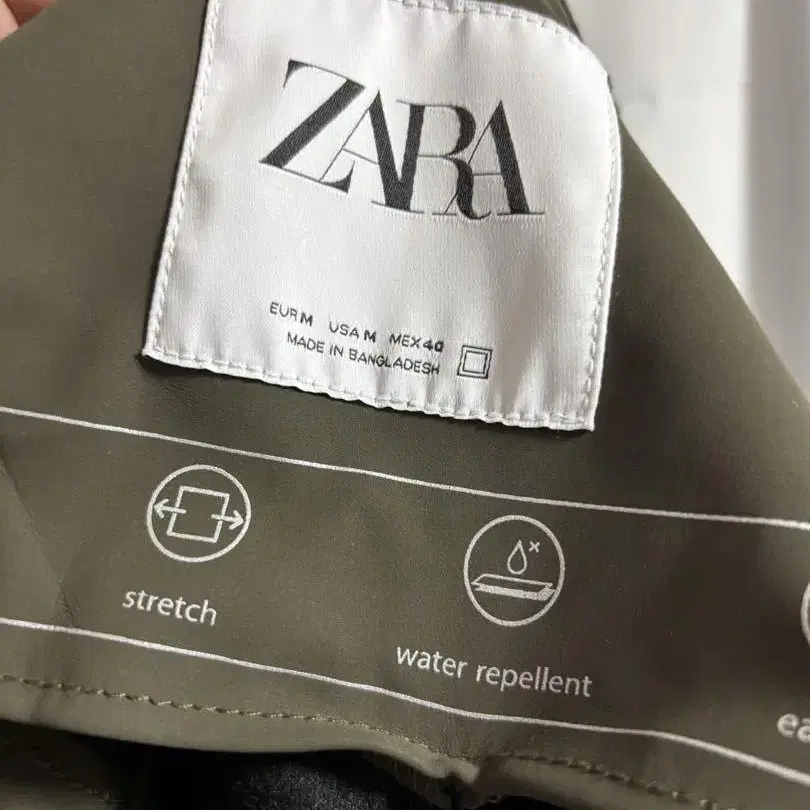 ZARA
EUR M USA M MEX 40
MADE IN BANGLADESH
stretch
water repellent